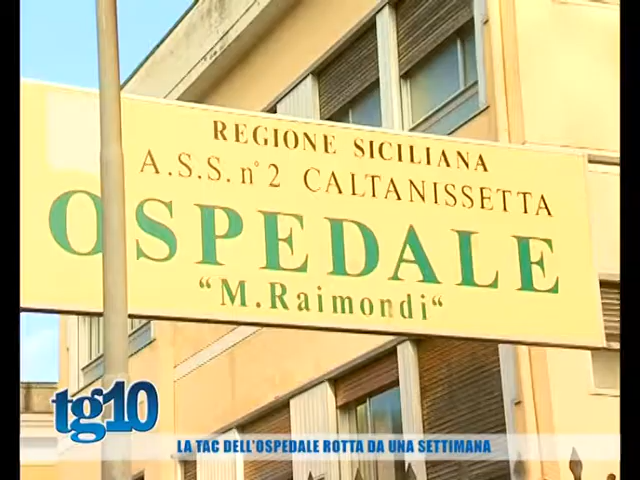 REGIONE SICILIANA
A.S.S. n° 2 CALTANISSETTA
OSPEDALE
"M. Raimondi"
tg10
LA TAC DELL'OSPEDALE ROTTA DA UNA SETTIMANA